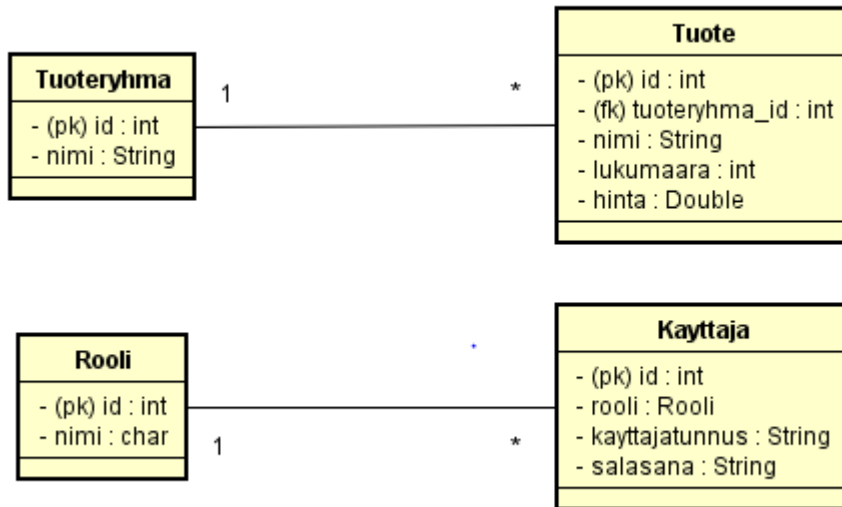 Tuoteryhma
- (pk) id : int
- nimi : String
1
*
Tuote
- (pk) id : int
- (fk) tuoteryhma_id : int
- nimi : String
- lukumaara : int
- hinta : Double
Rooli
- (pk) id : int
- nimi : char
1
*
Kayttaja
- (pk) id : int
- rooli : Rooli
- kayttajatunnus : String
- salasana : String